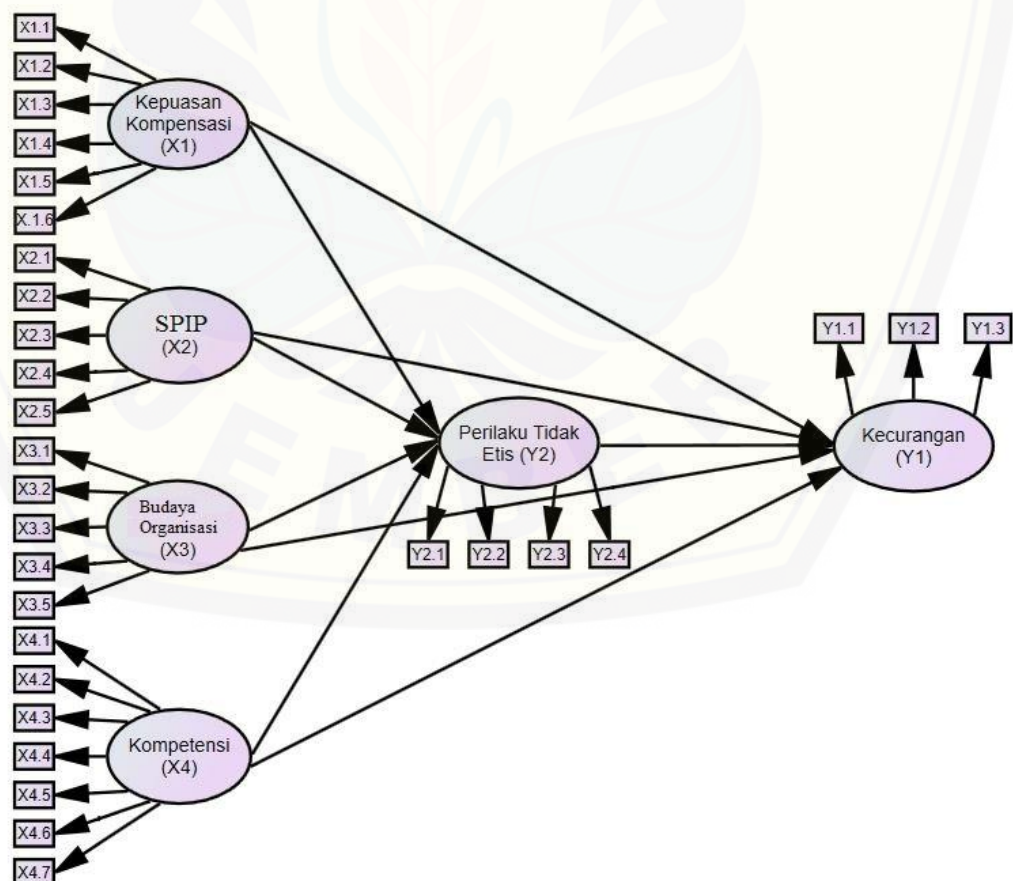 X1.1
X1.2
X1.3
X1.4
X1.5
X.1.6
Kepuasan
Kompensasi
(X1)
X2.1
X2.2
X2.3
X2.4
X2.5
SPIP
(X2)
X3.1
X3.2
X3.3
X3.4
X3.5
Budaya
Organisasi
(X3)
X4.1
X4.2
X4.3
X4.4
X4.5
X4.6
X4.7
Kompetensi
(X4)
Perilaku Tidak
Etis (Y2)
Y2.1
Y2.2
Y2.3
Y2.4
Y1.1
Y1.2
Y1.3
Kecurangan
(Y1)